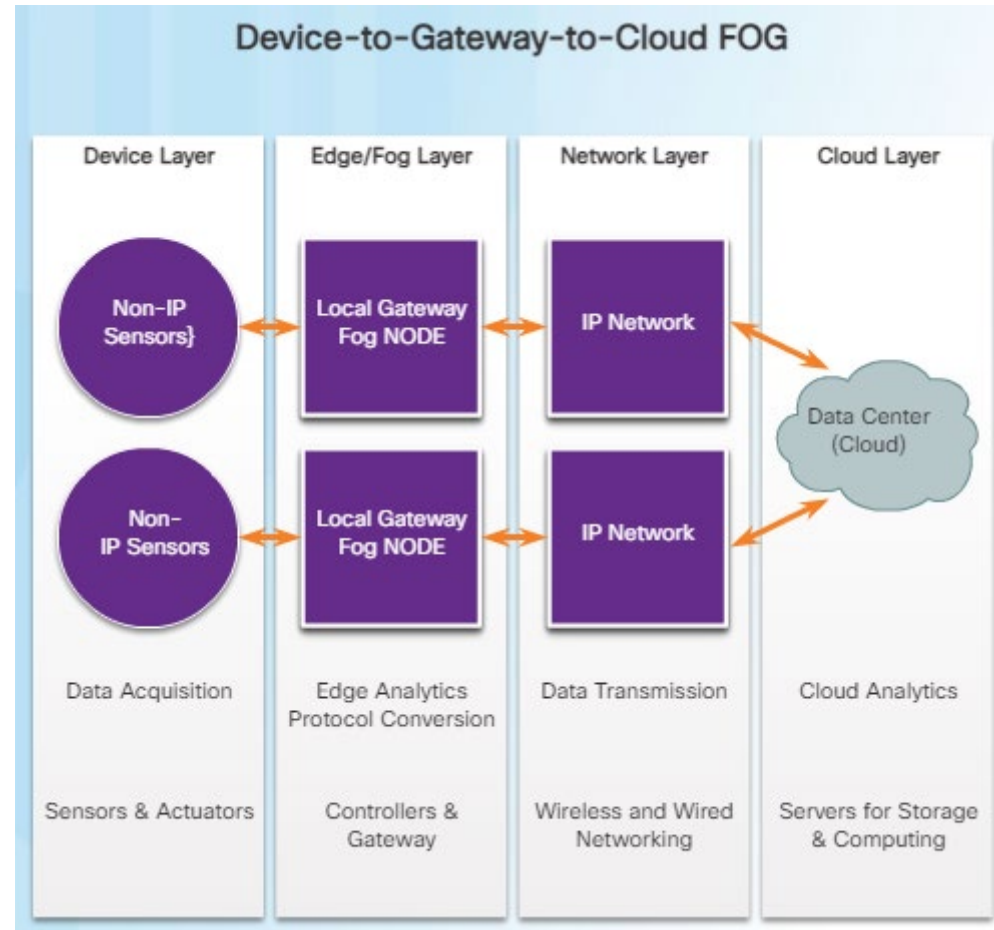 Device-to-Gateway-to-Cloud FOG
Device Layer
Edge/Fog Layer
Network Layer
Cloud Layer
Non-IP
Sensors}
Local Gateway
Fog NODE
IP Network
Data Center
(Cloud)
Non-
IP Sensors
Local Gateway
Fog NODE
IP Network
Data Acquisition
Edge Analytics
Protocol Conversion
Data Transmission
Cloud Analytics
Sensors & Actuators
Controllers &
Gateway
Wireless and Wired
Networking
Servers for Storage
& Computing